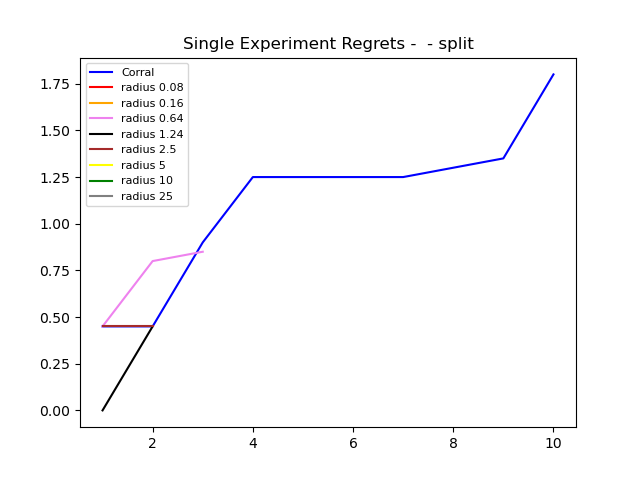 Single Experiment Regrets -  - split
Corral
radius 0.08
radius 0.16
radius 0.64
radius 1.24
radius 2.5
radius 5
radius 10
radius 25
1.75
1.50
1.25
1.00
0.75
0.50
0.25
0.00
2
4
6
8
10